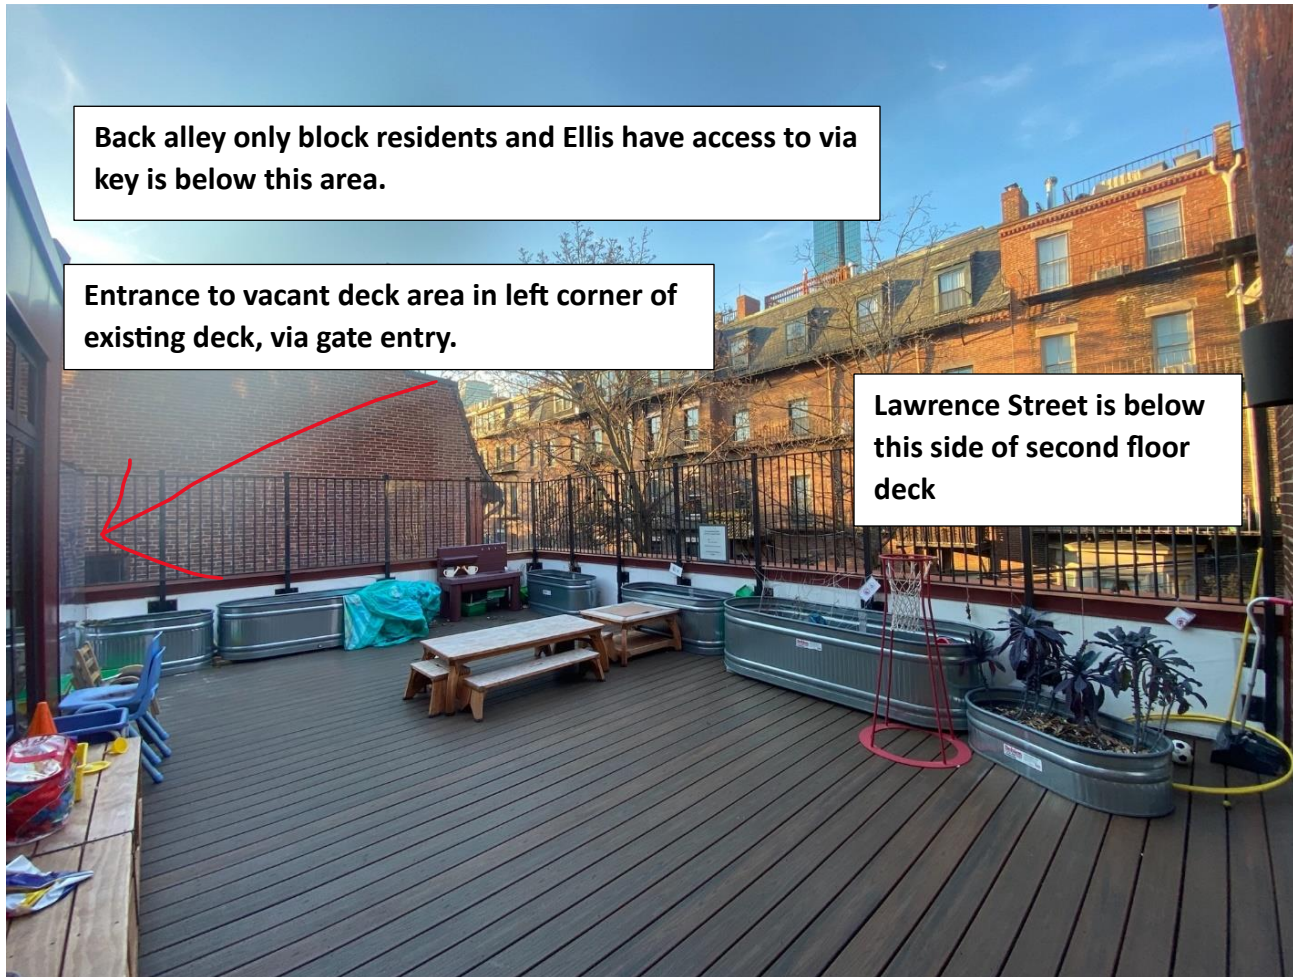 Back alley only block residents and Ellis have access to via
key is below this area.
Entrance to vacant deck area in left corner of
existing deck, via gate entry.
Lawrence Street is below
this side of second floor
deck